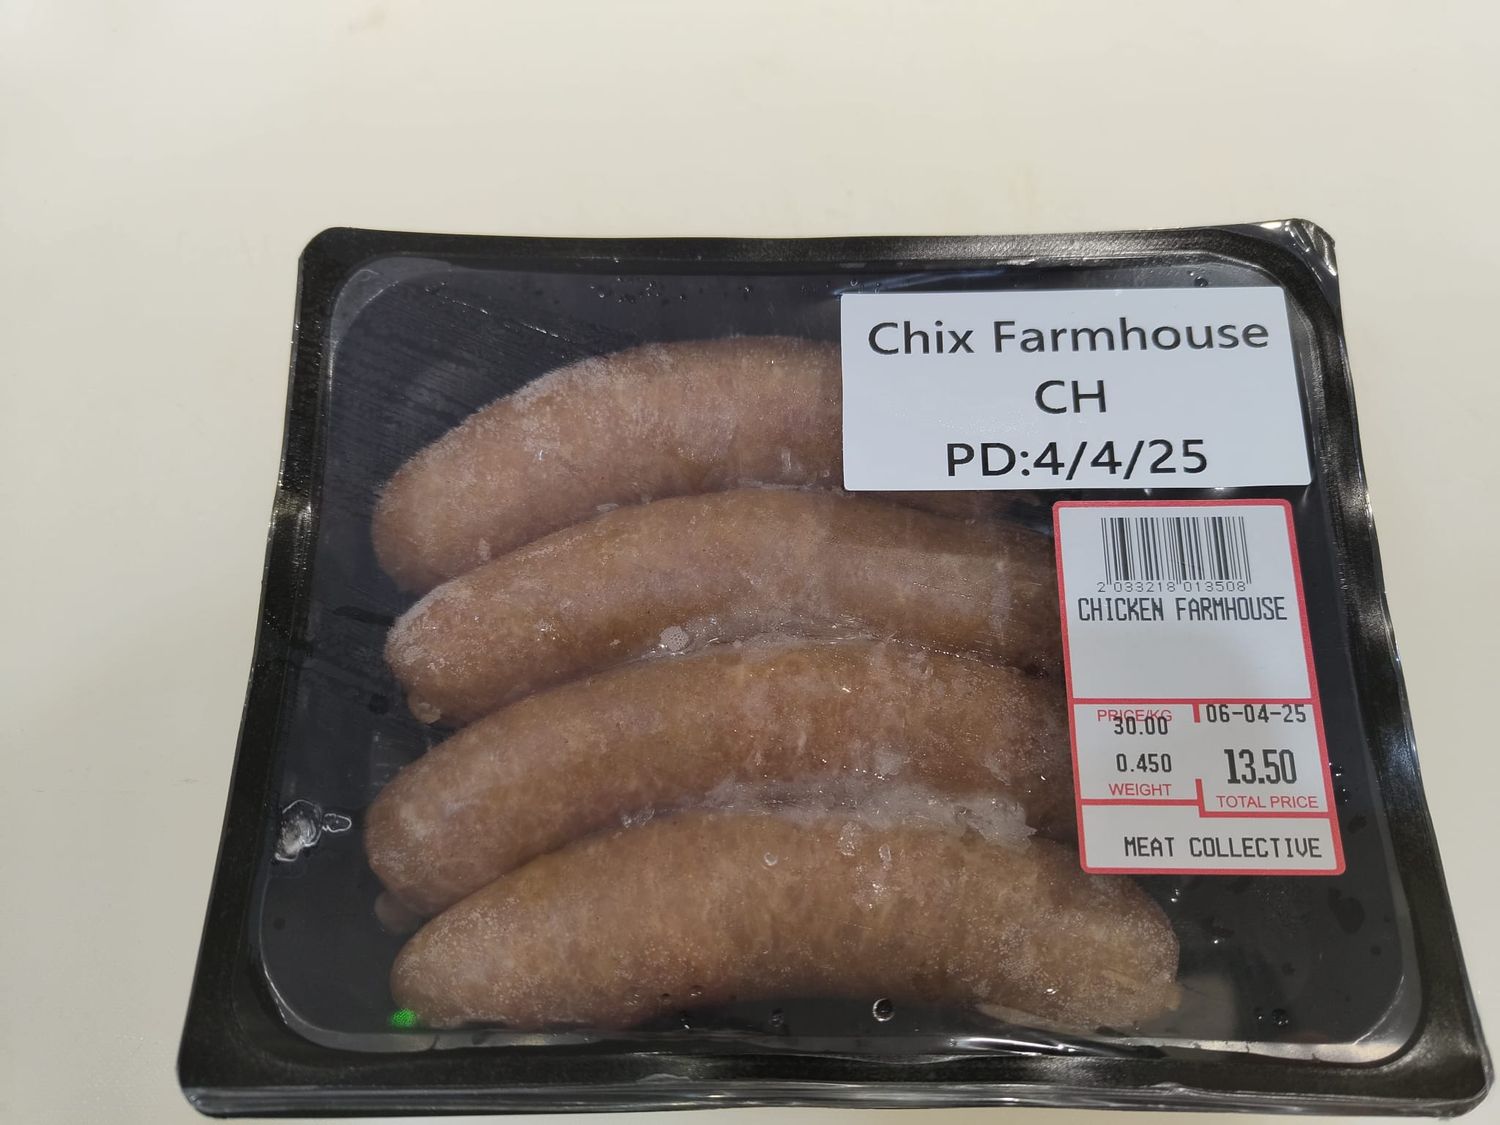 Chix Farmhouse
CH
PD:4/4/25
2 033218 013508
CHICKEN FARMHOUSE
PRICE/KG 06-04-25
30.00
0.450 13.50
WEIGHT TOTAL PRICE
MEAT COLLECTIVE